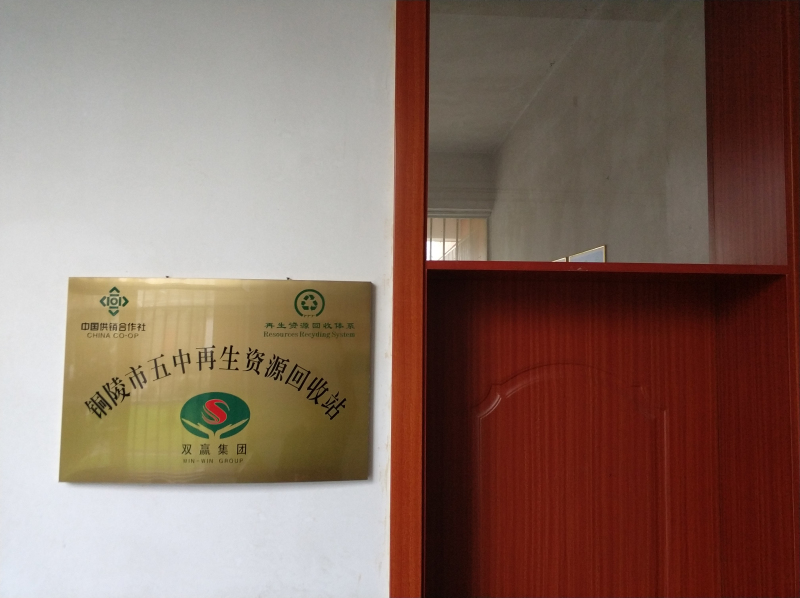 中国供销合作社
CHINA CO-OP
再生资源回收体系
Resources Recycling System
铜陵市五中再生资源回收站
双赢集团
WIN-WIN GROUP